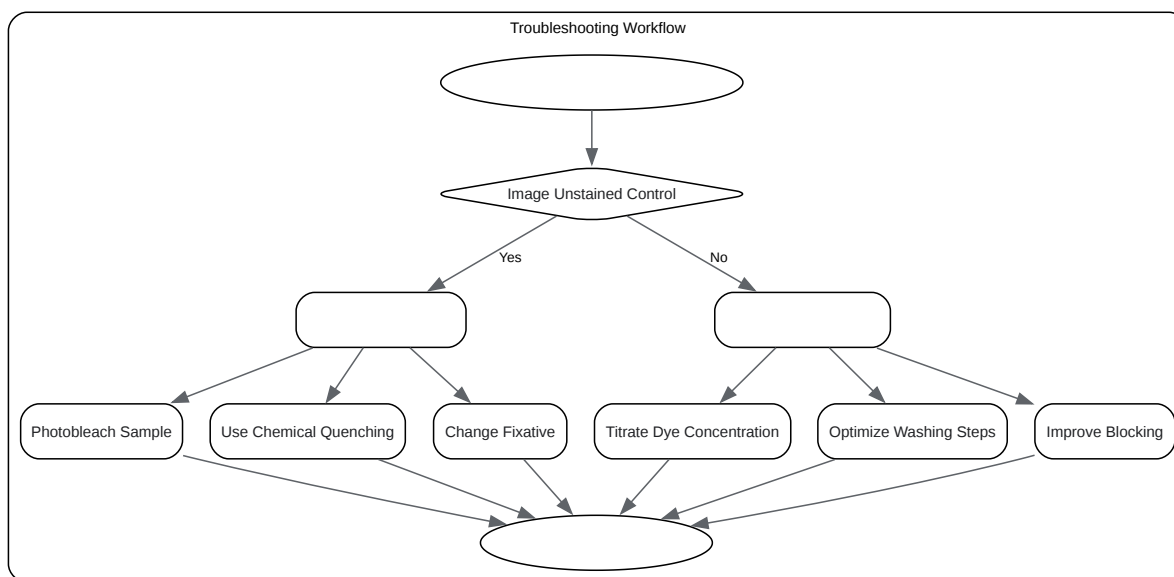 Troubleshooting Workflow
Image Unstained Control
Yes
No
Photobleach Sample
Use Chemical Quenching
Change Fixative
Titrate Dye Concentration
Optimize Washing Steps
Improve Blocking